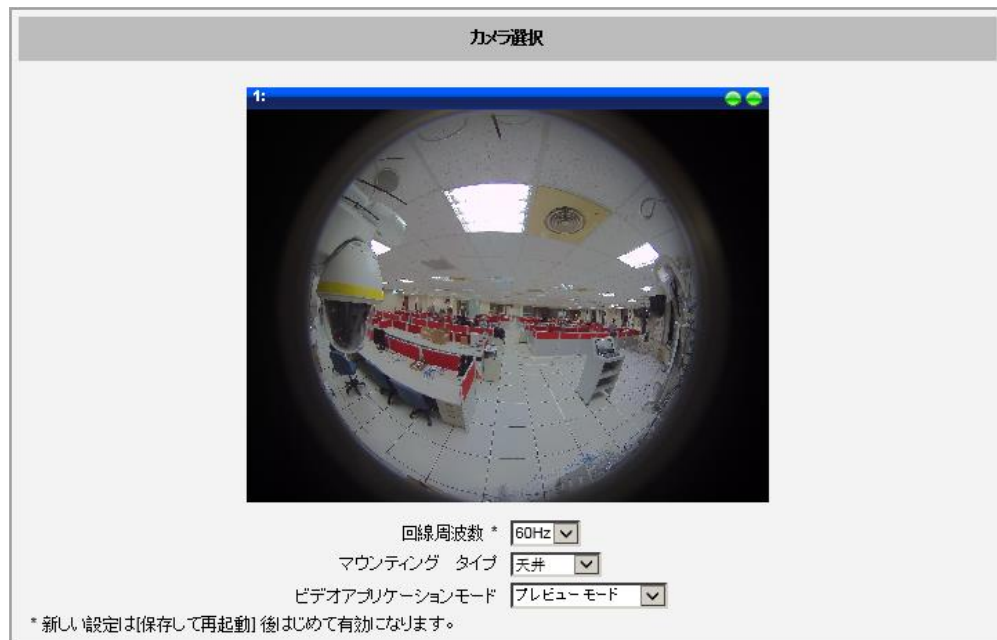 カメラ選択
1:
回線周波数 * 60Hz
マウンティング タイプ 天井
ビデオアプリケーションモード プレビュー モード
* 新しい設定は[保存して再起動] 後はじめて有効になります。